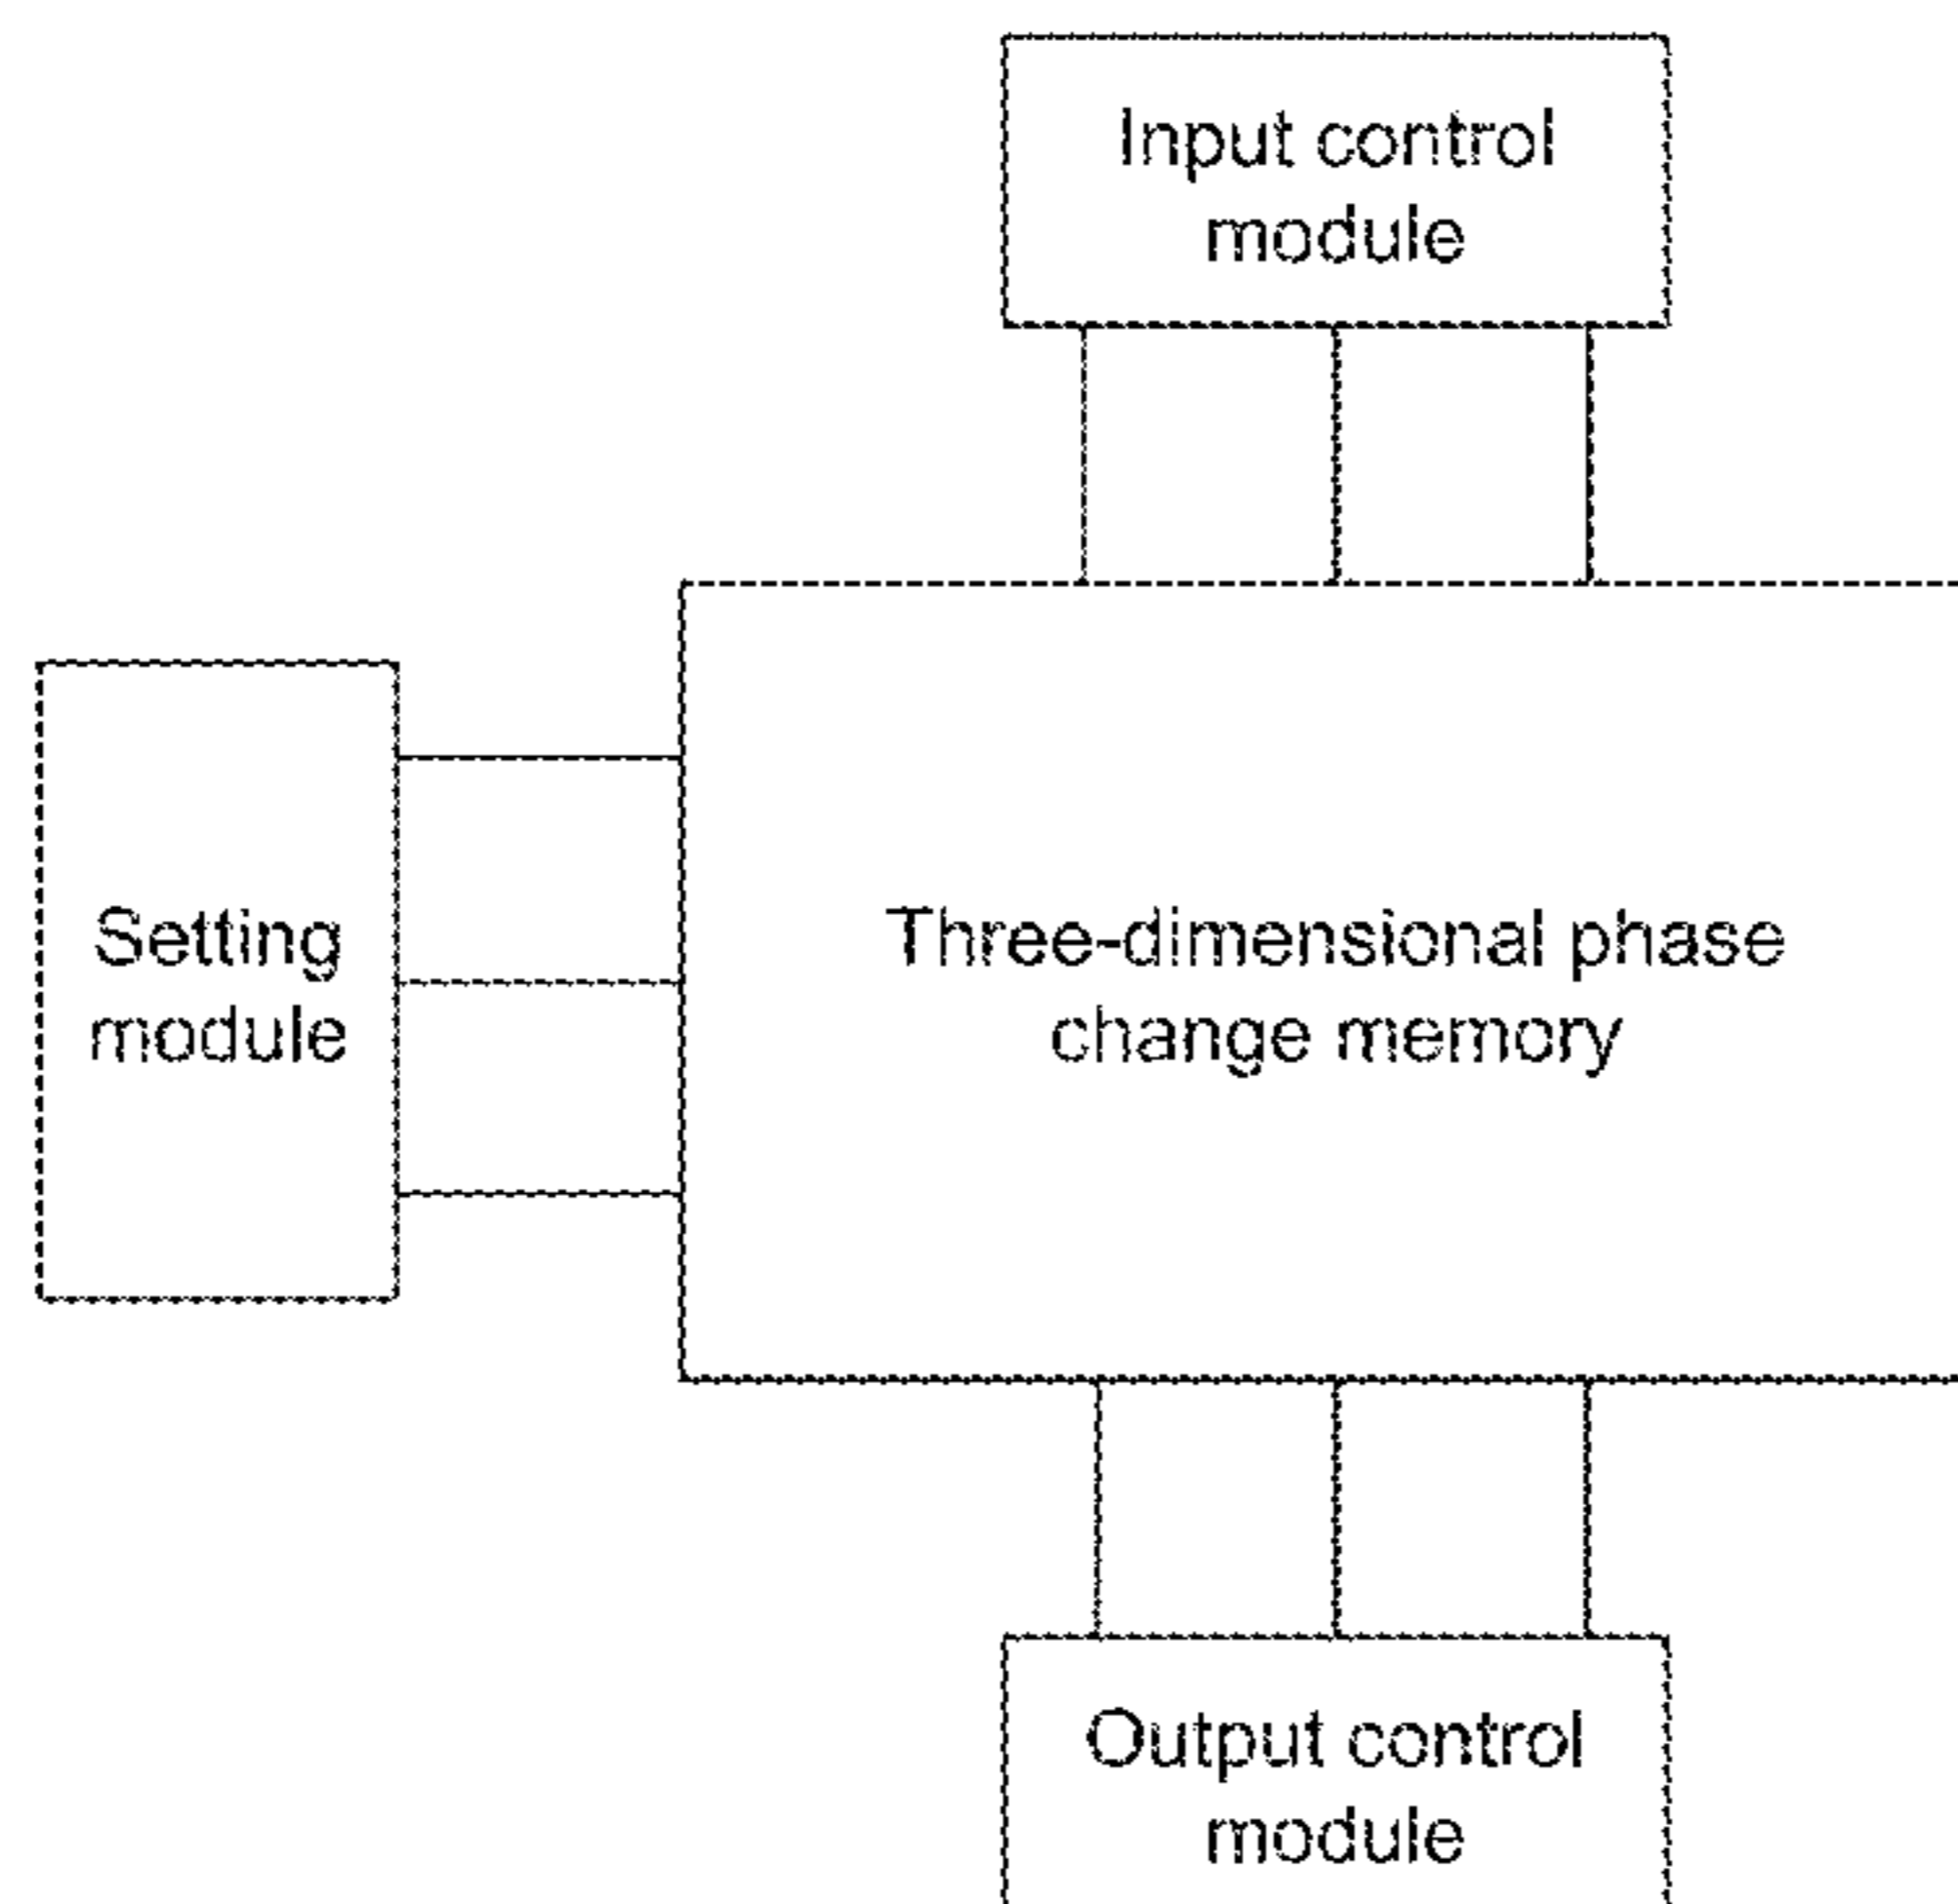 Input control
module
Setting
module
Three-dimensional phase
change memory
Output control
module